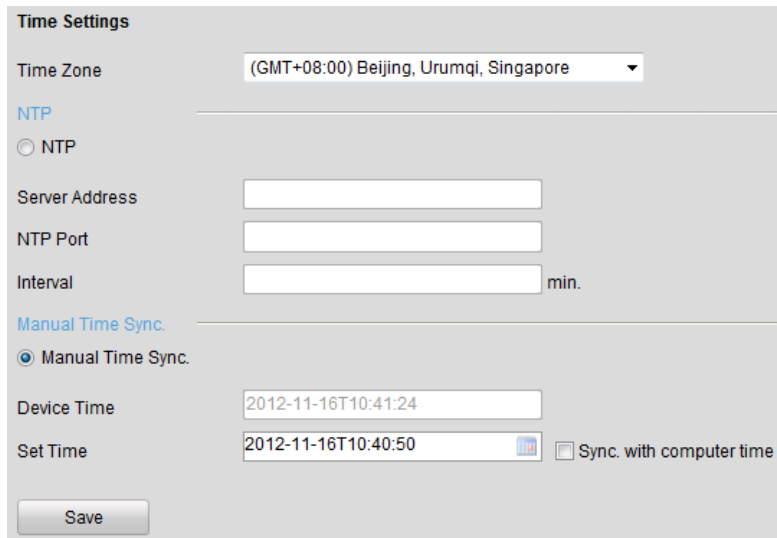 Time Settings
Time Zone (GMT+08:00) Beijing, Urumqi, Singapore
NTP
NTP
Server Address
NTP Port
Interval min.
Manual Time Sync.
Manual Time Sync.
Device Time 2012-11-16T10:41:24
Set Time 2012-11-16T10:40:50 Sync. with computer time
Save